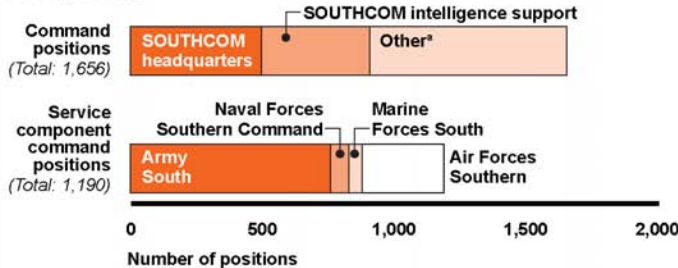 SOUTHCOM intelligence support
Command
positions
(Total: 1,656)
SOUTHCOM
headquarters
Otherᵃ
Service
component
command
positions
(Total: 1,190)
Naval Forces
Southern Command
Marine
Forces South
Army
South
Air Forces
Southern
0 500 1,000 1,500 2,000
Number of positions